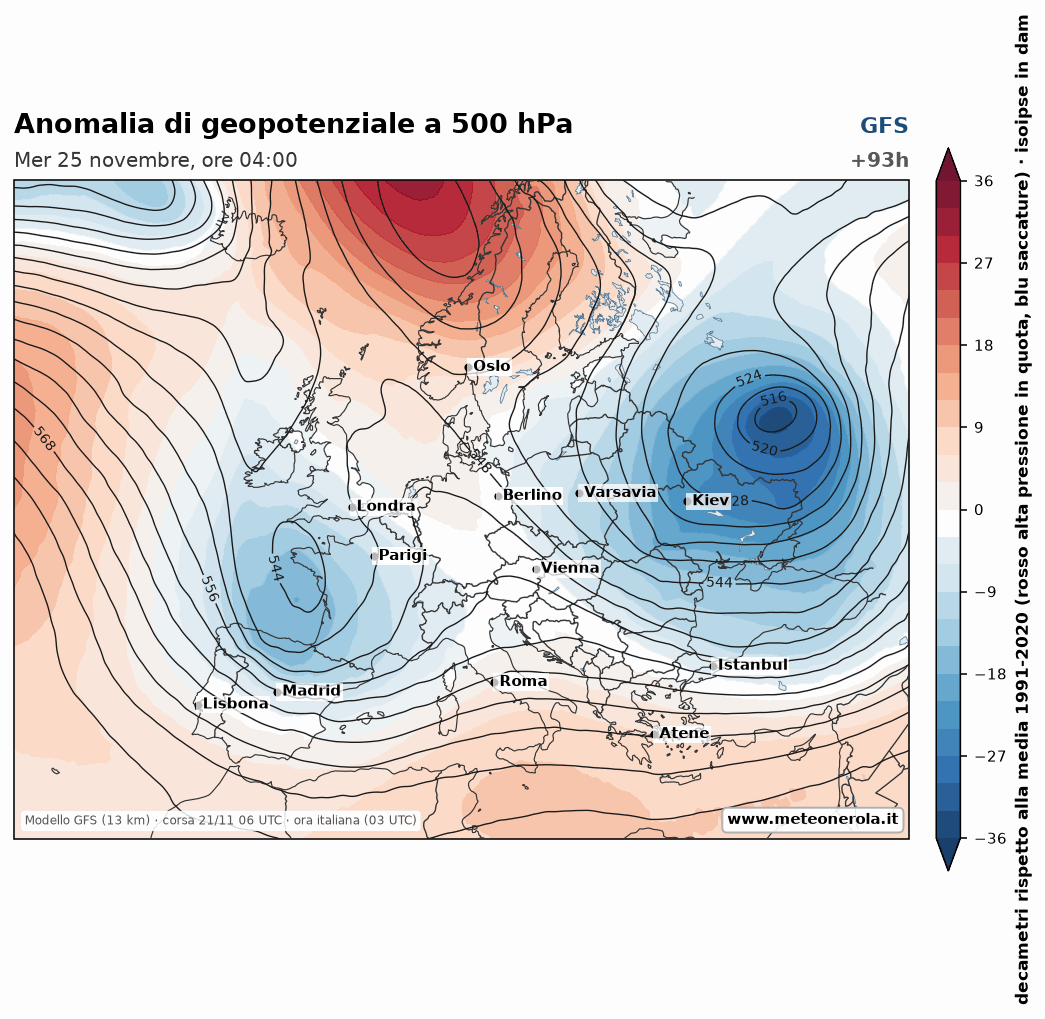 Anomalia di geopotenziale a 500 hPa
GFS
Mer 25 novembre, ore 04:00
+93h
Oslo
524
516
568
520
548
Berlino
Varsavia
Kiev
28
Londra
Parigi
544
Vienna
544
556
Istanbul
Roma
Madrid
Lisbona
Atene
Modello GFS (13 km) · corsa 21/11 06 UTC · ora italiana (03 UTC)
www.meteonerola.it
36
27
18
9
0
−9
−18
−27
−36
decametri rispetto alla media 1991-2020 (rosso alta pressione in quota, blu saccature) · isoipse in dam